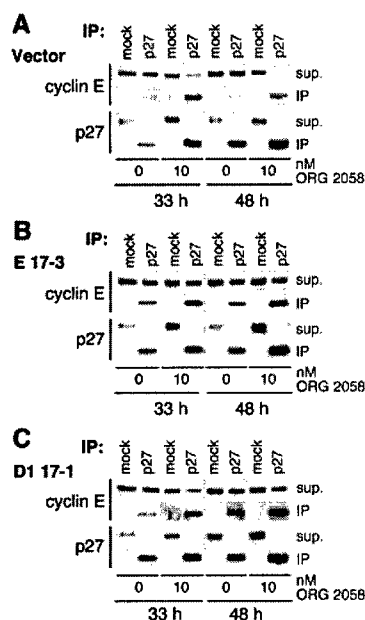 A
Vector
IP:
mock p27 mock p27 mock p27 mock p27
cyclin E
sup.
IP
p27
sup.
IP
0 10 0 10 nM
ORG 2058
33 h 48 h
B
E 17-3
IP:
mock p27 mock p27 mock p27 mock p27
cyclin E
sup.
IP
p27
sup.
IP
0 10 0 10 nM
ORG 2058
33 h 48 h
C
D1 17-1
IP:
mock p27 mock p27 mock p27 mock p27
cyclin E
sup.
IP
p27
sup.
IP
0 10 0 10 nM
ORG 2058
33 h 48 h